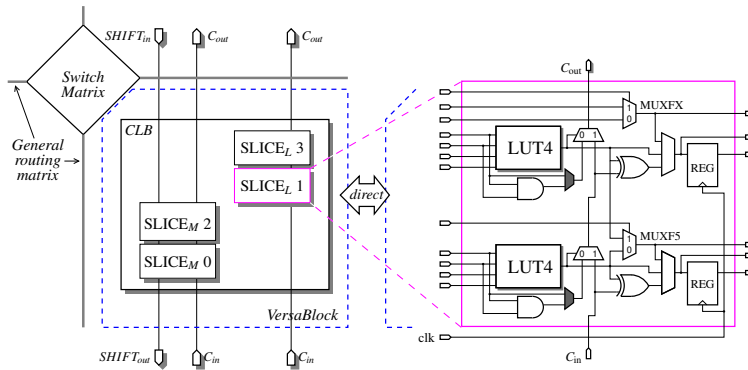 SHIFTin Cout Cout
Switch
Matrix
General
routing
matrix
CLB
SLICEL 3
SLICEL 1
SLICEM 2
SLICEM 0
VersaBlock
direct
SHIFTout Cin Cin
Cout
MUXFX
1
0
0 1
LUT4
REG
MUXF5
1
0
0 1
LUT4
REG
clk
Cin